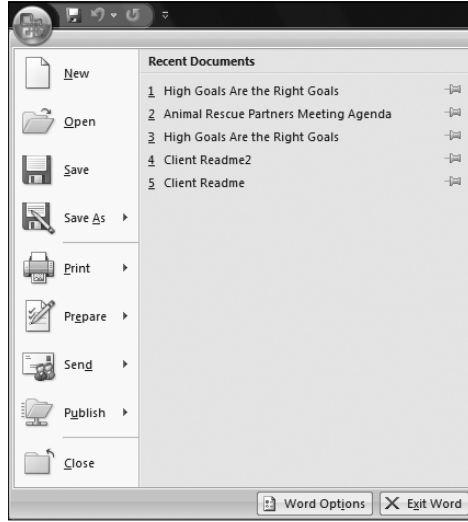 New
Open
Save
Save As
Print
Prepare
Send
Publish
Close
Recent Documents
1 High Goals Are the Right Goals
2 Animal Rescue Partners Meeting Agenda
3 High Goals Are the Right Goals
4 Client Readme2
5 Client Readme
Word Options
Exit Word